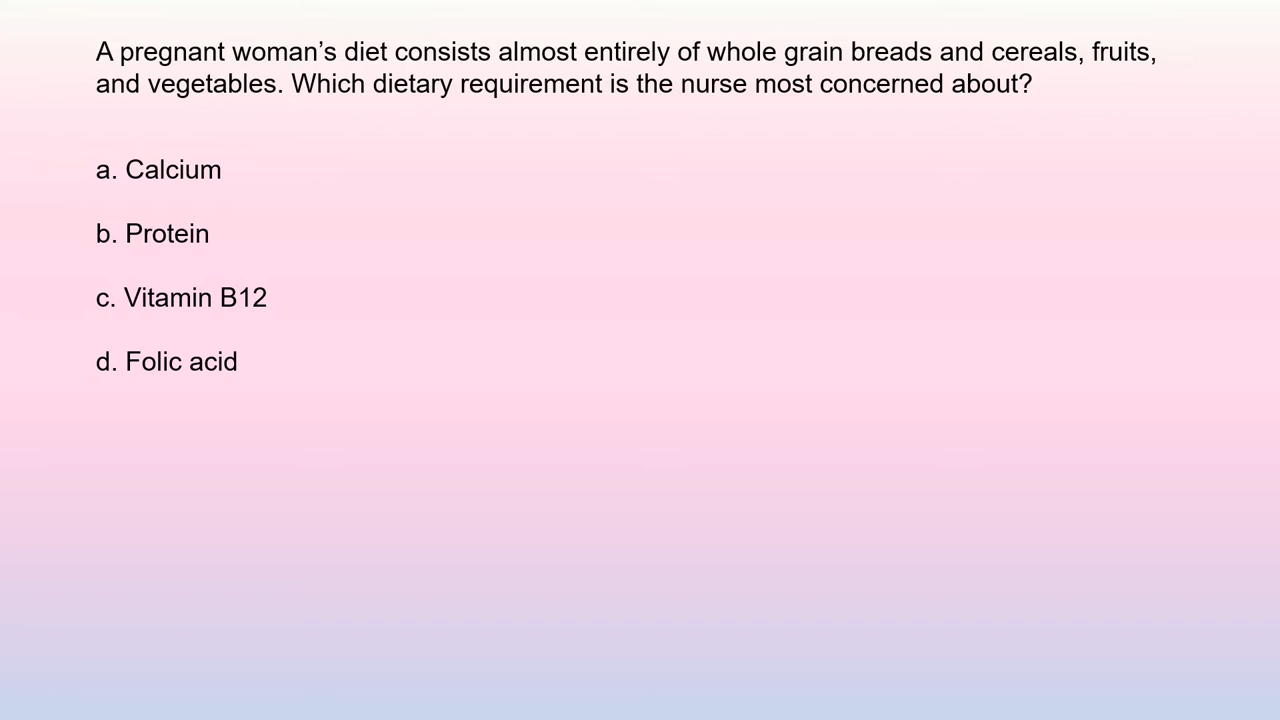 A pregnant woman’s diet consists almost entirely of whole grain breads and cereals, fruits,
and vegetables. Which dietary requirement is the nurse most concerned about?
a. Calcium
b. Protein
c. Vitamin B12
d. Folic acid